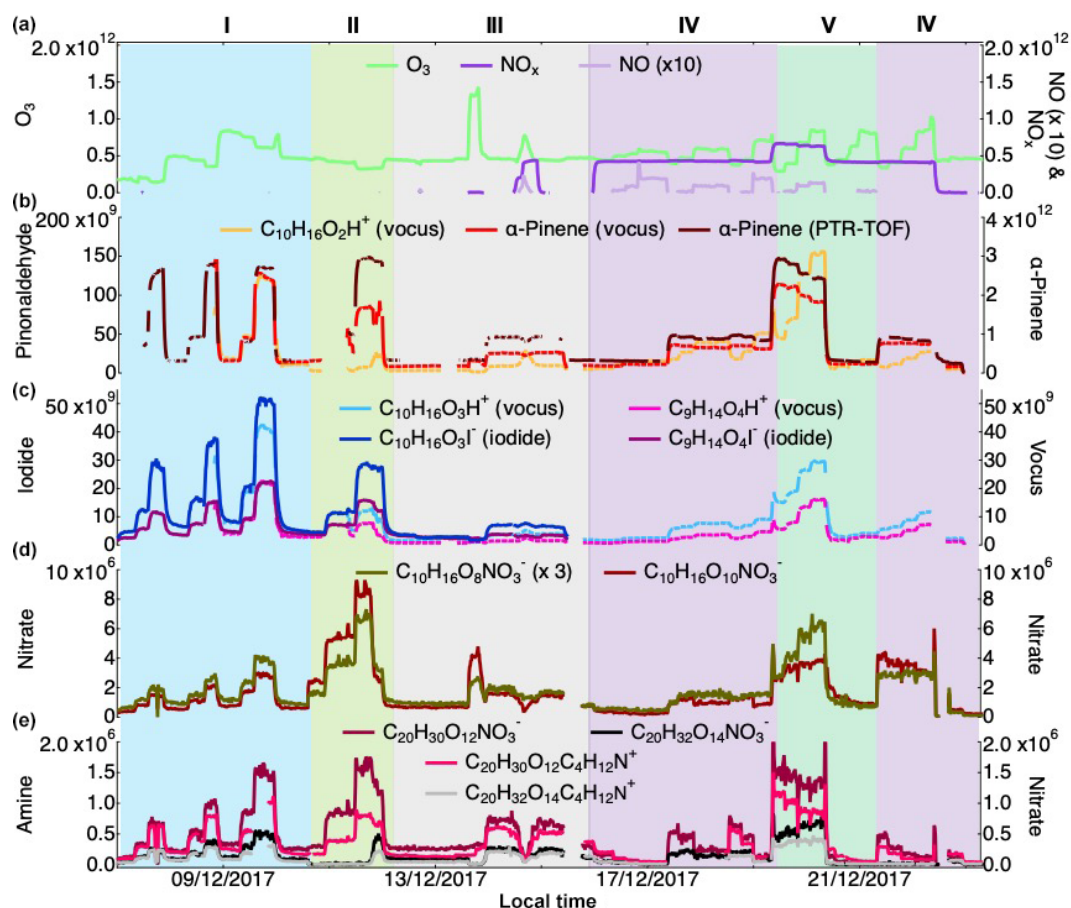 (a) I II III IV V IV
2.0 x10¹²
1.5
1.0
0.5
0.0
O₃
O₃ NOₓ NO (x10)
2.0 x10¹²
1.5
1.0
0.5
0.0
NO (x 10) &
NOₓ
(b)
200 x10⁹
150
100
50
0
Pinonaldehyde
C₁₀H₁₆O₂H⁺ (vocus) α-Pinene (vocus) α-Pinene (PTR-TOF)
4 x10¹²
3
2
1
0
α-Pinene
(c)
50 x10⁹
40
30
20
10
0
Iodide
C₁₀H₁₆O₃H⁺ (vocus) C₉H₁₄O₄H⁺ (vocus)
C₁₀H₁₆O₃I⁻ (iodide) C₉H₁₄O₄I⁻ (iodide)
50 x10⁹
40
30
20
10
0
Vocus
(d)
10 x10⁶
8
6
4
2
0
Nitrate
C₁₀H₁₆O₈NO₃⁻ (x 3) C₁₀H₁₆O₁₀NO₃⁻
10 x10⁶
8
6
4
2
0
Nitrate
(e)
2.0 x10⁶
1.5
1.0
0.5
0.0
Amine
C₂₀H₃₀O₁₂NO₃⁻ C₂₀H₃₂O₁₄NO₃⁻
C₂₀H₃₀O₁₂C₄H₁₂N⁺
C₂₀H₃₂O₁₄C₄H₁₂N⁺
2.0 x10⁶
1.5
1.0
0.5
0.0
Nitrate
09/12/2017 13/12/2017 17/12/2017 21/12/2017
Local time